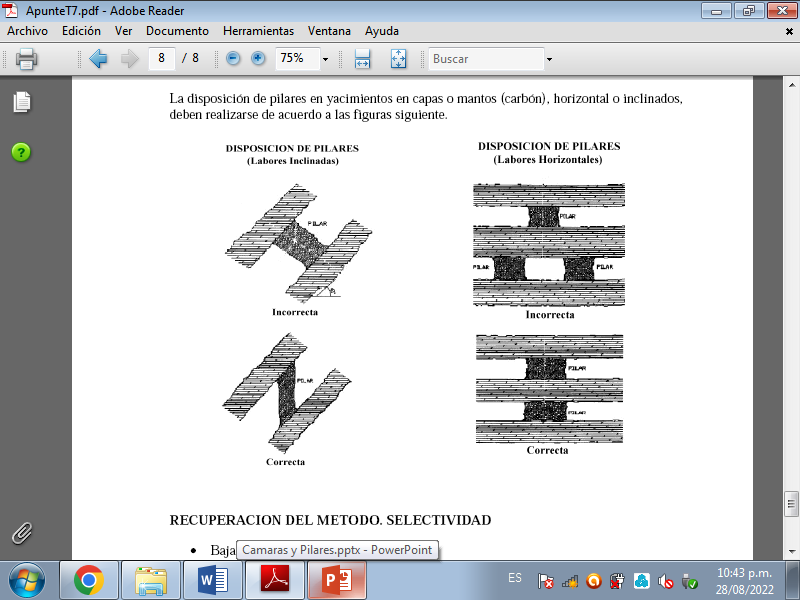 ApunteT7.pdf - Adobe Reader
Archivo Edición Ver Documento Herramientas Ventana Ayuda
8 / 8 75% Buscar
La disposición de pilares en yacimientos en capas o mantos (carbón), horizontal o inclinados,
deben realizarse de acuerdo a las figuras siguiente.
DISPOSICION DE PILARES
(Labores Inclinadas)
PILAR
Incorrecta
PILAR
Correcta
DISPOSICION DE PILARES
(Labores Horizontales)
PILAR
PILAR PILAR
Incorrecta
PILAR
PILAR
Correcta
RECUPERACION DEL METODO. SELECTIVIDAD
• Baja
Camaras y Pilares.pptx - PowerPoint
ES
10:43 p.m.
28/08/2022